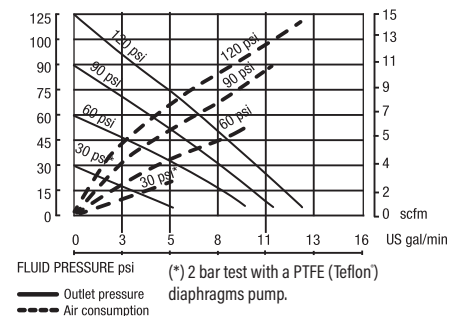 125
110
90
75
60
45
30
15
0
15
13
11
9
7
5
4
2
0 scfm
120 psi
90 psi
60 psi
30 psi*
120 psi
90 psi
60 psi
30 psi*
0 3 5 8 11 13 16 US gal/min
FLUID PRESSURE psi
Outlet pressure
Air consumption
(*) 2 bar test with a PTFE (Teflon®)
diaphragms pump.